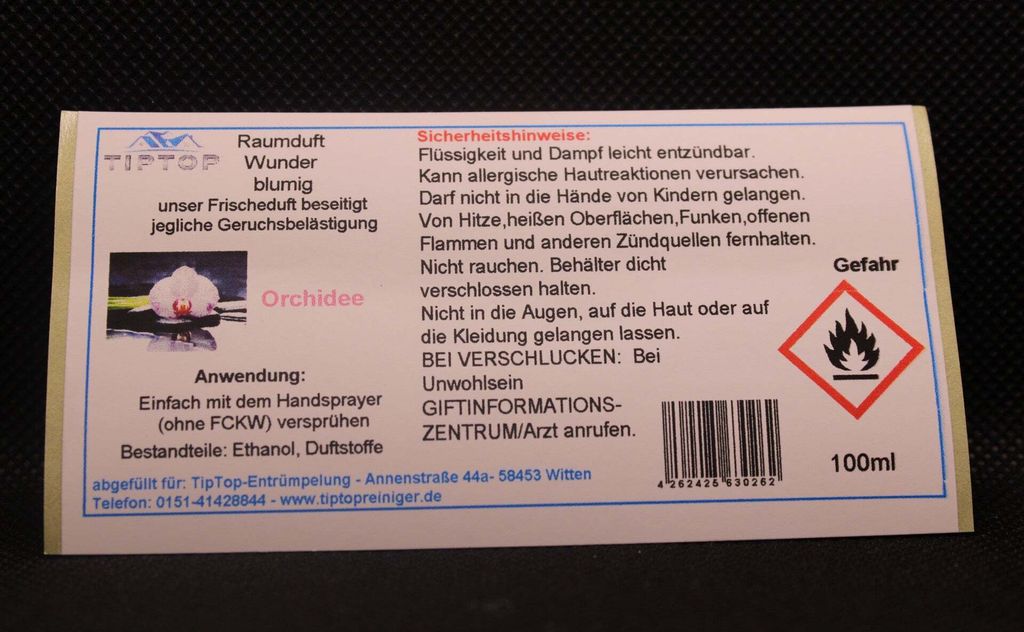 TIPTOP
Raumduft
Wunder
blumig
unser Frischeduft beseitigt
jegliche Geruchsbelästigung
Orchidee
Anwendung:
Einfach mit dem Handsprayer
(ohne FCKW) versprühen
Bestandteile: Ethanol, Duftstoffe
Sicherheitshinweise:
Flüssigkeit und Dampf leicht entzündbar.
Kann allergische Hautreaktionen verursachen.
Darf nicht in die Hände von Kindern gelangen.
Von Hitze,heißen Oberflächen,Funken,offenen
Flammen und anderen Zündquellen fernhalten.
Nicht rauchen. Behälter dicht
verschlossen halten.
Nicht in die Augen, auf die Haut oder auf
die Kleidung gelangen lassen.
BEI VERSCHLUCKEN: Bei
Unwohlsein
GIFTINFORMATIONS-
ZENTRUM/Arzt anrufen.
Gefahr
100ml
4 262425 630262
abgefüllt für: TipTop-Entrümpelung - Annenstraße 44a- 58453 Witten
Telefon: 0151-41428844 - www.tiptopreiniger.de